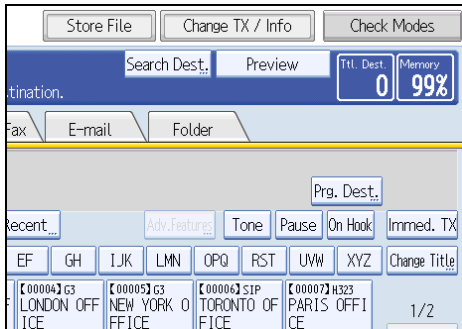 Store File Change TX / Info Check Modes
Search Dest. Preview Ttl. Dest. Memory
tination. 0 99%
Fax E-mail Folder
Prg. Dest.
Recent Adv.Features Tone Pause On Hook Immed. TX
EF GH IJK LMN OPQ RST UVW XYZ Change Title
【00004】G3 【00005】G3 【00006】SIP 【00007】H323
F LONDON OFF NEW YORK O TORONTO OF PARIS OFFI 1/2
ICE FFICE FICE CE